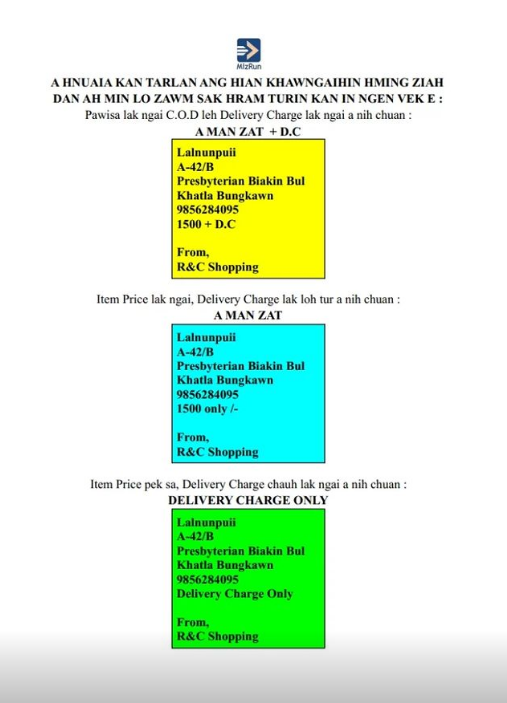 MizRun
A HNUAIA KAN TARLAN ANG HIAN KHAWNGAIHIN HMING ZIAH
DAN AH MIN LO ZAWM SAK HRAM TURIN KAN IN NGEN VEK E :
Pawisa lak ngai C.O.D leh Delivery Charge lak ngai a nih chuan :
A MAN ZAT + D.C
Lalnunpuii
A-42/B
Presbyterian Biakin Bul
Khatla Bungkawn
9856284095
1500 + D.C
From,
R&C Shopping
Item Price lak ngai, Delivery Charge lak loh tur a nih chuan :
A MAN ZAT
Lalnunpuii
A-42/B
Presbyterian Biakin Bul
Khatla Bungkawn
9856284095
1500 only /-
From,
R&C Shopping
Item Price pek sa, Delivery Charge chauh lak ngai a nih chuan :
DELIVERY CHARGE ONLY
Lalnunpuii
A-42/B
Presbyterian Biakin Bul
Khatla Bungkawn
9856284095
Delivery Charge Only
From,
R&C Shopping